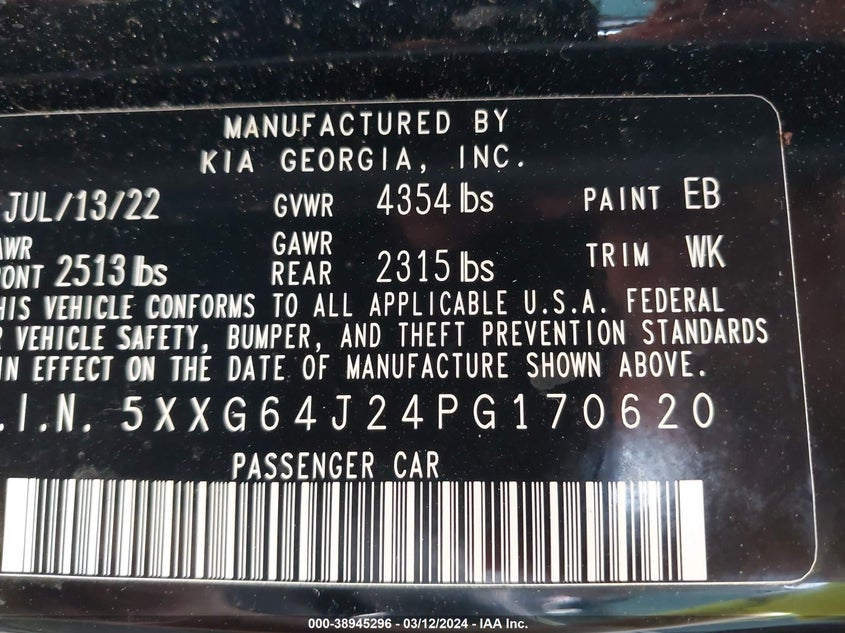 MANUFACTURED BY
KIA GEORGIA, INC.
JUL/13/22 GVWR 4354 lbs PAINT EB
AWR GAWR TRIM WK
ONT 2513 lbs REAR 2315 lbs
HIS VEHICLE CONFORMS TO ALL APPLICABLE U.S.A. FEDERAL
R VEHICLE SAFETY, BUMPER, AND THEFT PREVENTION STANDARDS
IN EFFECT ON THE DATE OF MANUFACTURE SHOWN ABOVE.
.I.N. 5XXG64J24PG170620
PASSENGER CAR
000-38945296 - 03/12/2024 - IAA Inc.